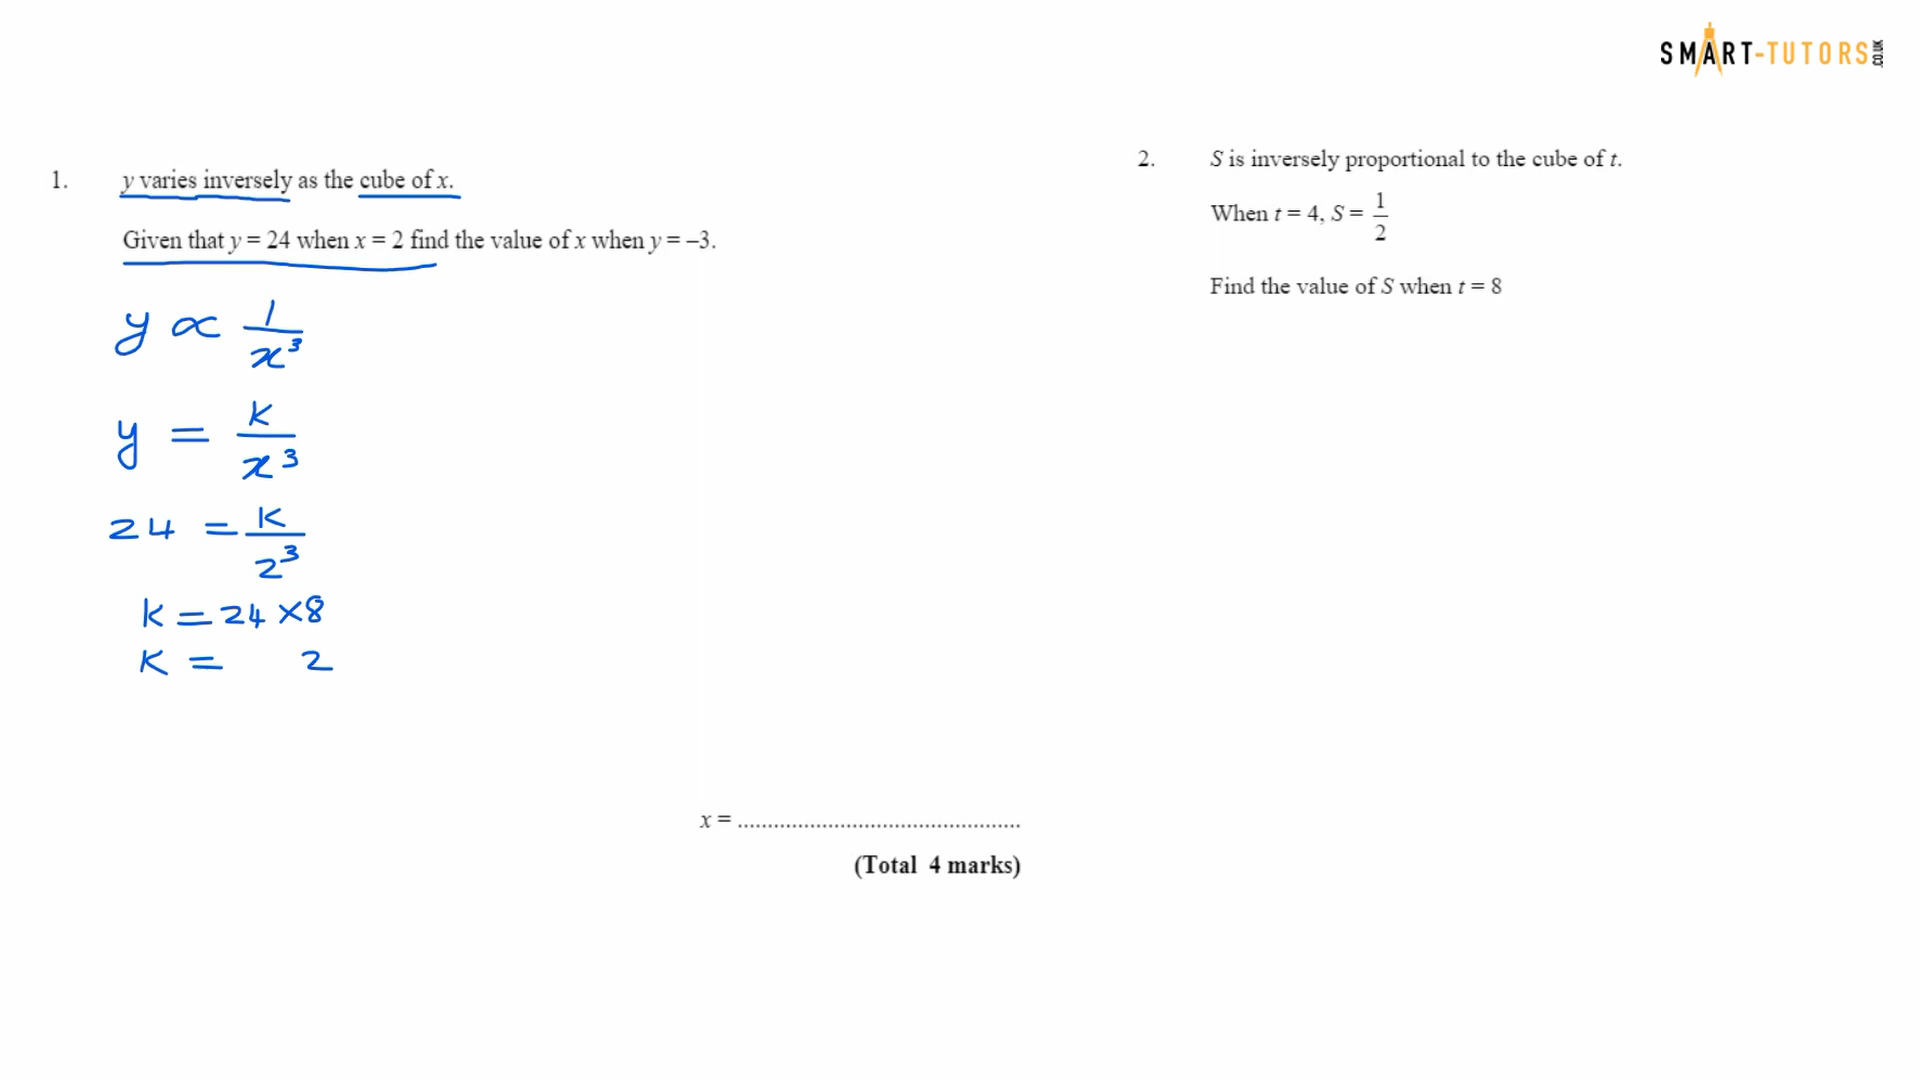 SMART-TUTORS.CO.UK
1. y varies inversely as the cube of x.
Given that y = 24 when x = 2 find the value of x when y = –3.
y ∝ 1/x³
y = K/x³
24 = K/2³
K = 24 × 8
K = 2
x = ................................................
(Total 4 marks)
2. S is inversely proportional to the cube of t.
When t = 4, S = 1/2
Find the value of S when t = 8